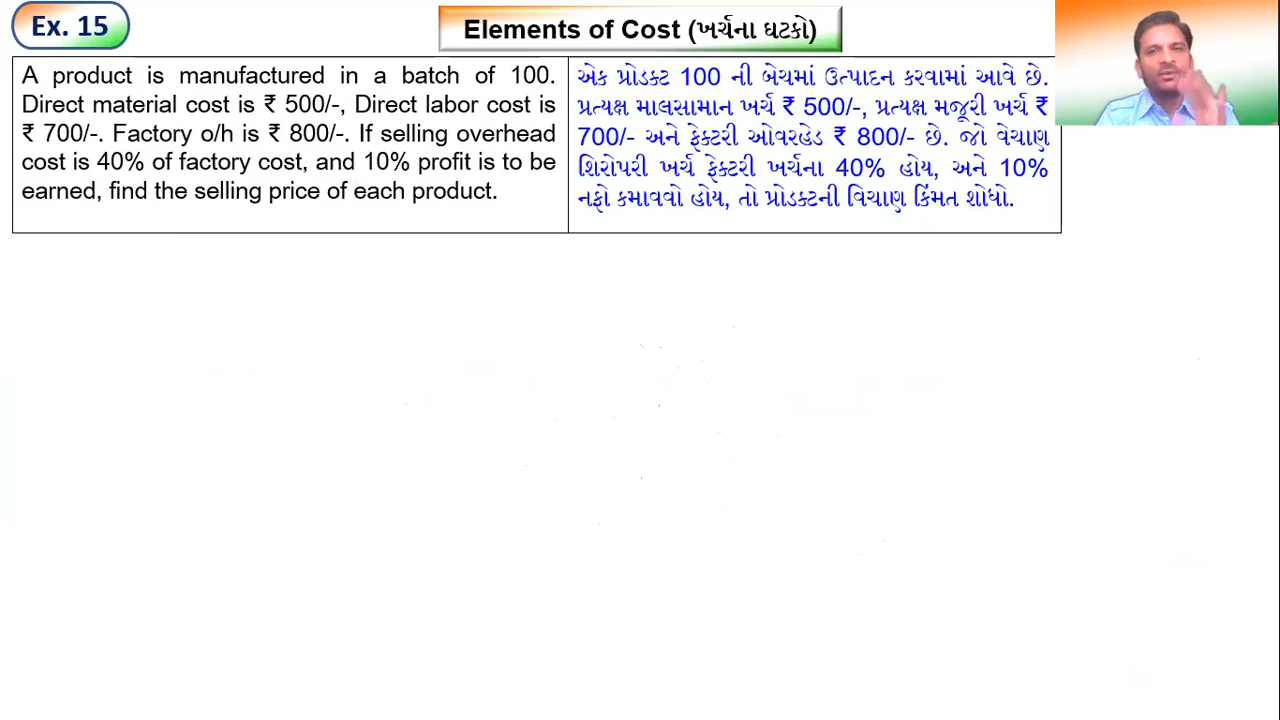 Ex. 15
Elements of Cost (ખર્ચના ઘટકો)
A product is manufactured in a batch of 100.
Direct material cost is ₹ 500/-, Direct labor cost is
₹ 700/-. Factory o/h is ₹ 800/-. If selling overhead
cost is 40% of factory cost, and 10% profit is to be
earned, find the selling price of each product.
એક પ્રોડક્ટ 100 ની બેચમાં ઉત્પાદન કરવામાં આવે છે.
પ્રત્યક્ષ માલસામાન ખર્ચ ₹ 500/-, પ્રત્યક્ષ મજૂરી ખર્ચ ₹
700/- અને ફેક્ટરી ઓવરહેડ ₹ 800/- છે. જો વેચાણ
શિરોપરી ખર્ચ ફેક્ટરી ખર્ચના 40% હોય, અને 10%
નફો કમાવવો હોય, તો પ્રોડક્ટની વિચાણ કિંમત શોધો.